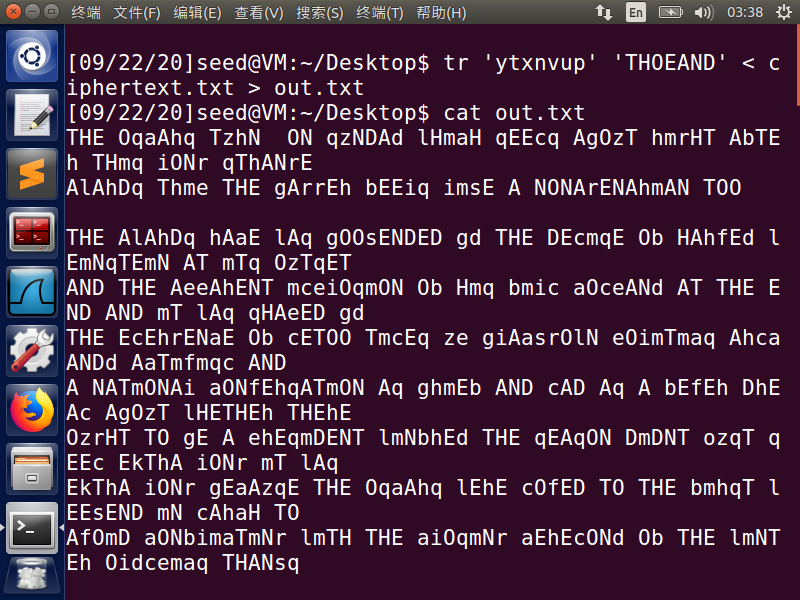 终端 文件(F) 编辑(E) 查看(V) 搜索(S) 终端(T) 帮助(H) En 03:38
[09/22/20]seed@VM:~/Desktop$ tr 'ytxnvup' 'THOEAND' < c
iphertext.txt > out.txt
[09/22/20]seed@VM:~/Desktop$ cat out.txt
THE OqaAhq TzhN  ON qzNDAd lHmaH qEEcq AgOzT hmrHT AbTE
h THmq iONr qThANrE
AlAhDq Thme THE gArrEh bEEiq imsE A NONArENAhmAN TOO
THE AlAhDq hAaE lAq gOOsENDED gd THE DEcmqE Ob HAhfEd l
EmNqTEmN AT mTq OzTqET
AND THE AeeAhENT mceiOqmON Ob Hmq bmic aOceANd AT THE E
ND AND mT lAq qHAeED gd
THE EcEhrENaE Ob cETOO TmcEq ze giAasrOlN eOimTmaq Ahca
ANDd AaTmfmqc AND
A NATmONAi aONfEhqATmON Aq ghmEb AND cAD Aq A bEfEh DhE
Ac AgOzT lHETHEh THEhE
OzrHT TO gE A ehEqmDENT lmNbhEd THE qEAqON DmDNT ozqT q
EEc EkThA iONr mT lAq
EkThA iONr gEaAzqE THE OqaAhq lEhE cOfED TO THE bmhqT l
EEsEND mN cAhaH TO
AfOmD aONbimaTmNr lmTH THE aiOqmNr aEhEcONd Ob THE lmNT
Eh Oidcemaq THANsq